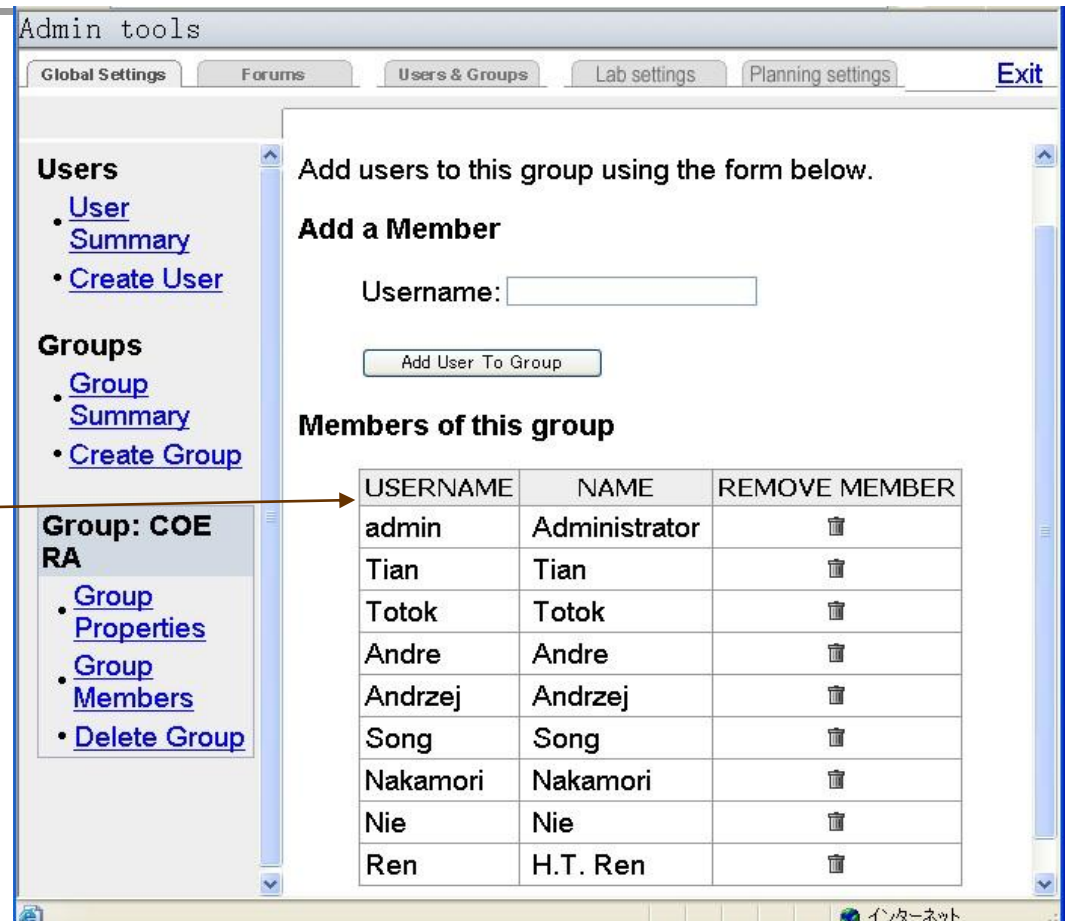 Admin tools
Global Settings Forums Users & Groups Lab settings Planning settings Exit
Users
User
Summary
Create User
Groups
Group
Summary
Create Group
Group: COE
RA
Group
Properties
Group
Members
Delete Group
Add users to this group using the form below.
Add a Member
Username:
Add User To Group
Members of this group
USERNAME NAME REMOVE MEMBER
admin Administrator
Tian Tian
Totok Totok
Andre Andre
Andrzej Andrzej
Song Song
Nakamori Nakamori
Nie Nie
Ren H.T. Ren
インターネット